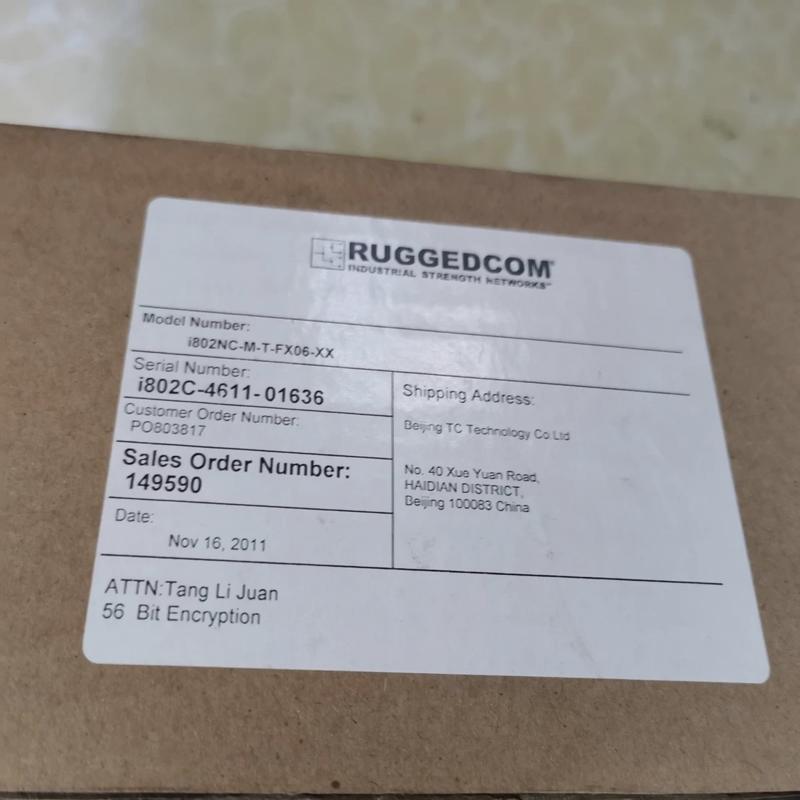 RUGGEDCOM®
INDUSTRIAL STRENGTH NETWORKS™
Model Number:
i802NC-M-T-FX06-XX
Serial Number:
i802C-4611-01636
Customer Order Number:
PO803817
Sales Order Number:
149590
Date:
Nov 16, 2011
Shipping Address:
Beijing TC Technology Co Ltd
No. 40 Xue Yuan Road,
HAIDIAN DISTRICT,
Beijing 100083 China
ATTN:Tang Li Juan
56 Bit Encryption